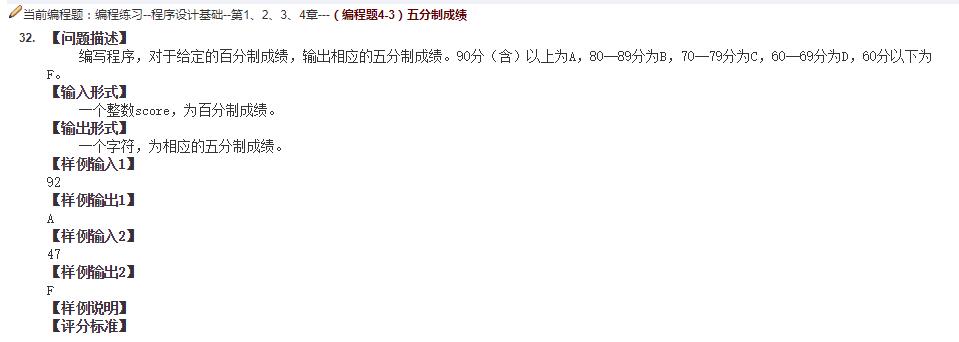 当前编程题：编程练习--程序设计基础--第1、2、3、4章---（编程题4-3）五分制成绩
32. 【问题描述】
编写程序，对于给定的百分制成绩，输出相应的五分制成绩。90分（含）以上为A，80—89分为B，70—79分为C，60—69分为D，60分以下为
F。
【输入形式】
一个整数score，为百分制成绩。
【输出形式】
一个字符，为相应的五分制成绩。
【样例输入1】
92
【样例输出1】
A
【样例输入2】
47
【样例输出2】
F
【样例说明】
【评分标准】